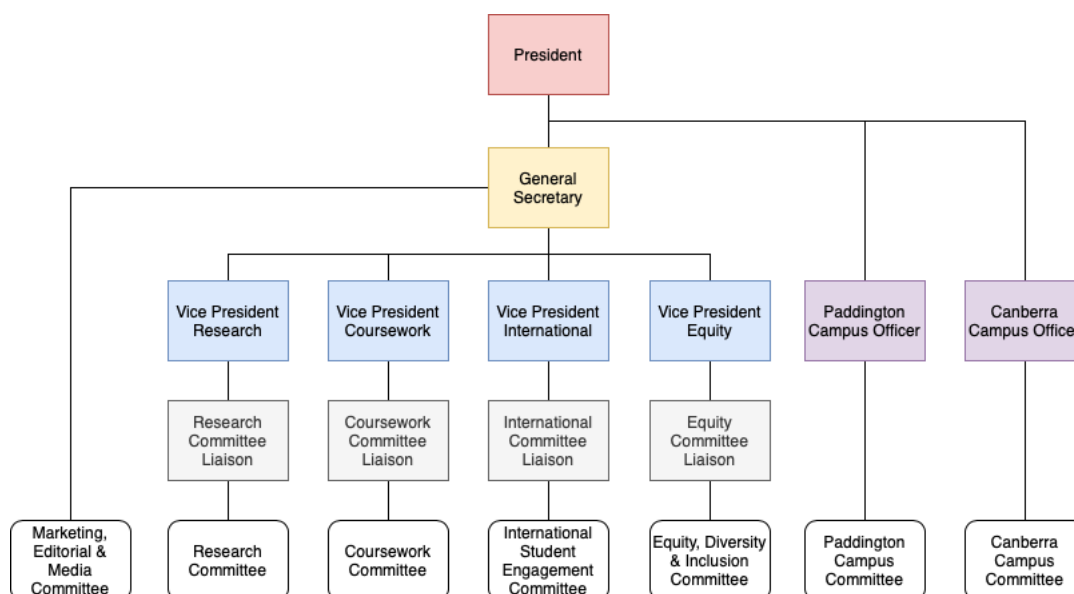 President
General
Secretary
Vice President
Research
Vice President
Coursework
Vice President
International
Vice President
Equity
Paddington
Campus Officer
Canberra
Campus Officer
Research
Committee
Liaison
Coursework
Committee
Liaison
International
Committee
Liaison
Equity
Committee
Liaison
Marketing,
Editorial &
Media
Committee
Research
Committee
Coursework
Committee
International
Student
Engagement
Committee
Equity, Diversity
& Inclusion
Committee
Paddington
Campus
Committee
Canberra
Campus
Committee